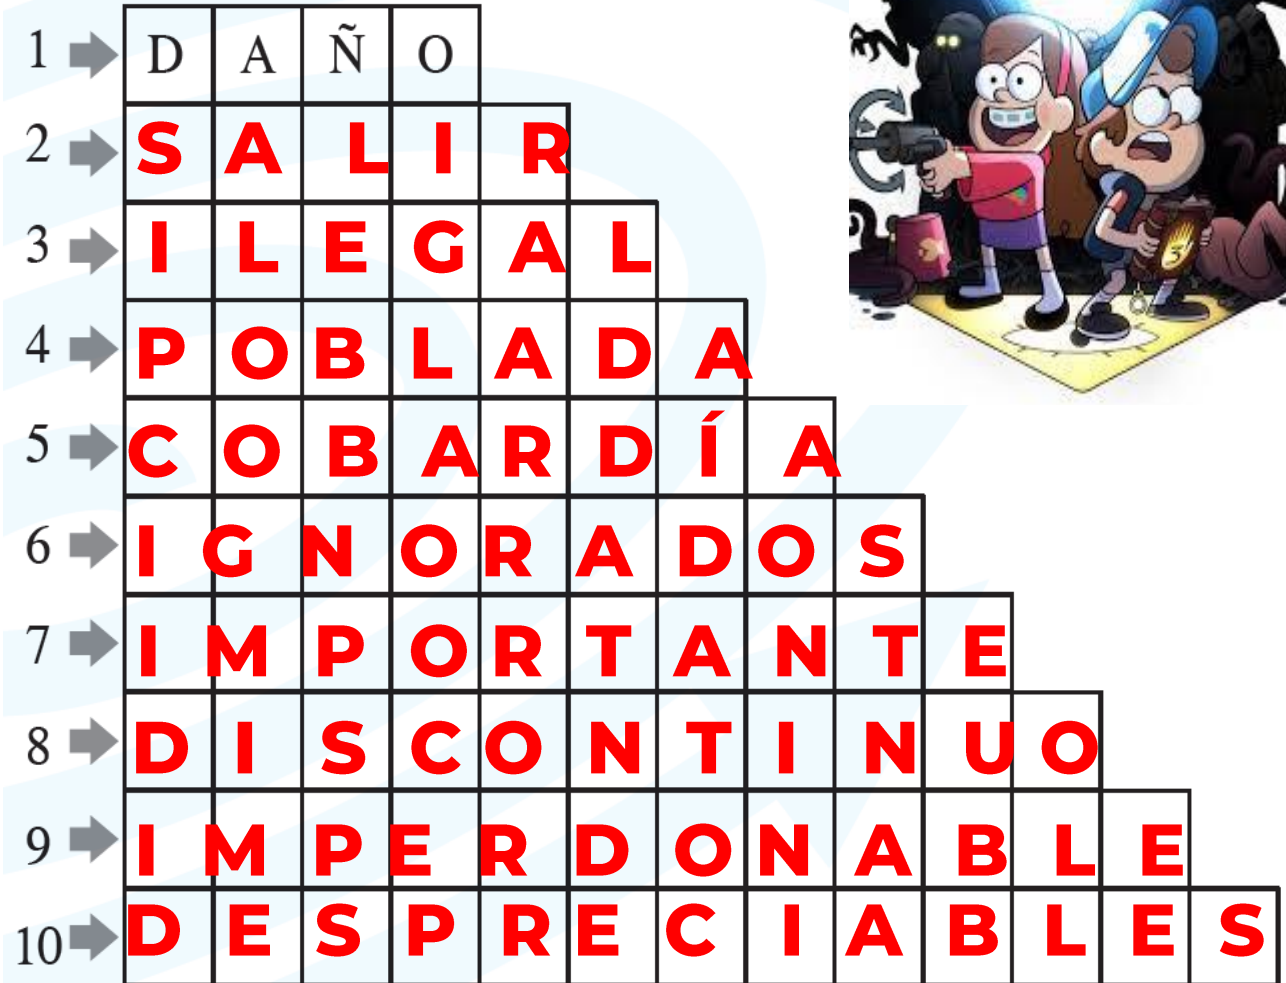 1 DAÑO
2 SALIR
3 ILEGAL
4 POBLADA
5 COBARDÍA
6 IGNORADOS
7 IMPORTANTE
8 DISCONTINUO
9 IMPERDONABLE
10 DESPRECIABLES
3